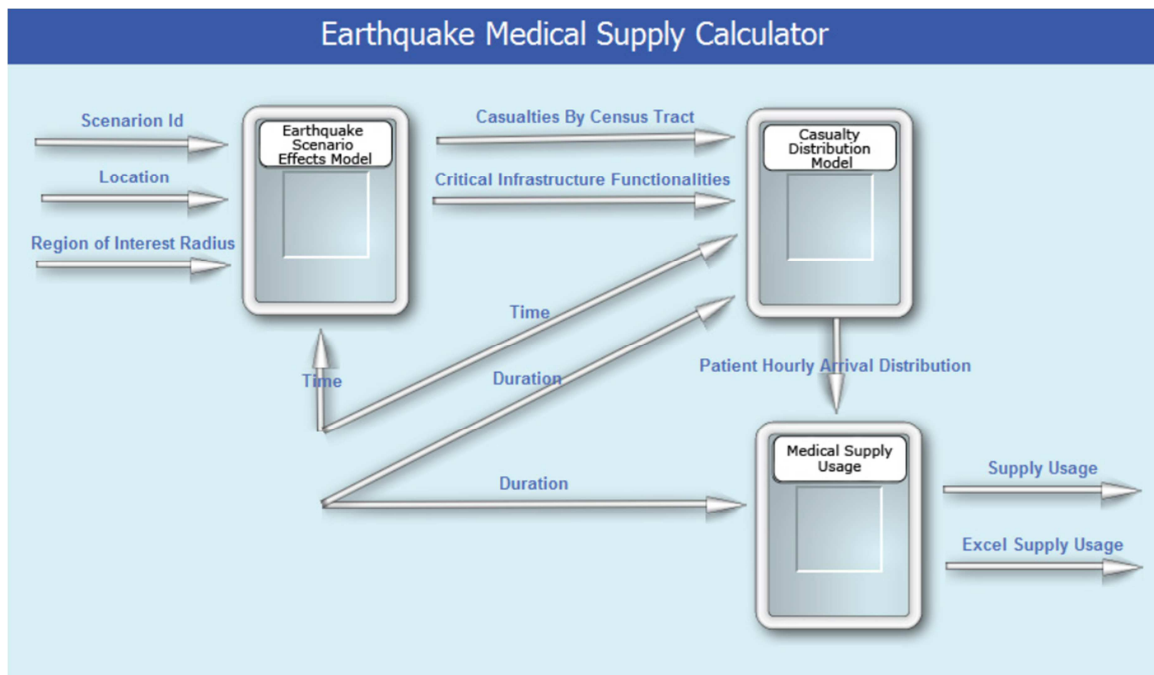 Earthquake Medical Supply Calculator
Scenarion Id
Location
Region of Interest Radius
Earthquake
Scenario
Effects Model
Casualties By Census Tract
Critical Infrastructure Functionalities
Casualty
Distribution
Model
Time
Time
Duration
Patient Hourly Arrival Distribution
Duration
Medical Supply
Usage
Supply Usage
Excel Supply Usage